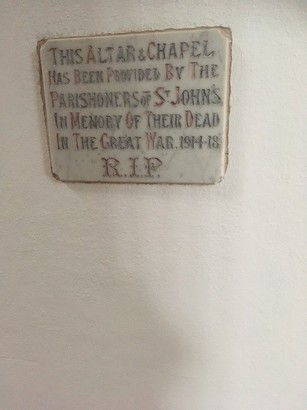 THIS ALTAR & CHAPEL
HAS BEEN PROVIDED BY THE
PARISHONERS OF ST JOHN'S,
IN MEMORY OF THEIR DEAD
IN THE GREAT WAR. 1914-18
R.I.P.